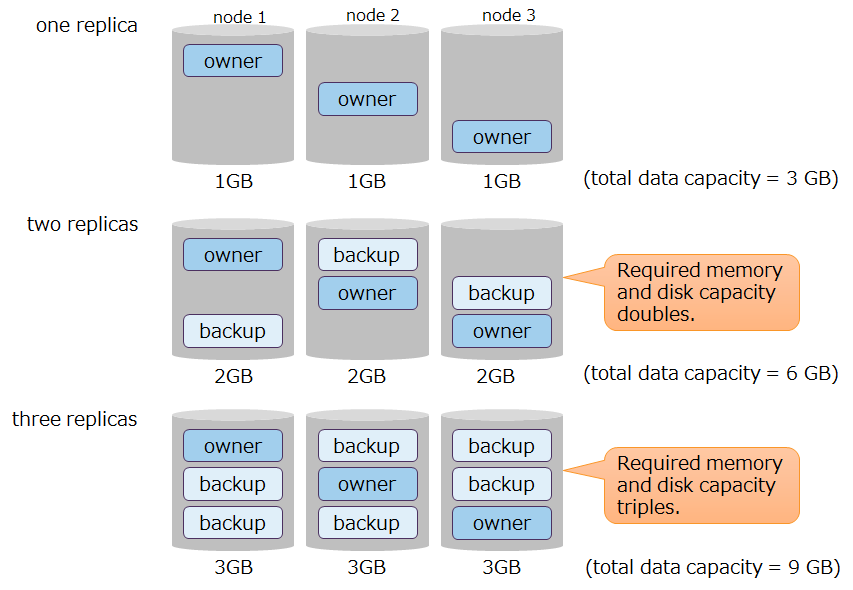 node 1
node 2
node 3
one replica
owner
owner
owner
1GB
1GB
1GB
(total data capacity = 3 GB)
two replicas
owner
backup
owner
backup
backup
owner
Required memory
and disk capacity
doubles.
2GB
2GB
2GB
(total data capacity = 6 GB)
three replicas
owner
backup
backup
backup
owner
backup
backup
backup
owner
Required memory
and disk capacity
triples.
3GB
3GB
3GB
(total data capacity = 9 GB)